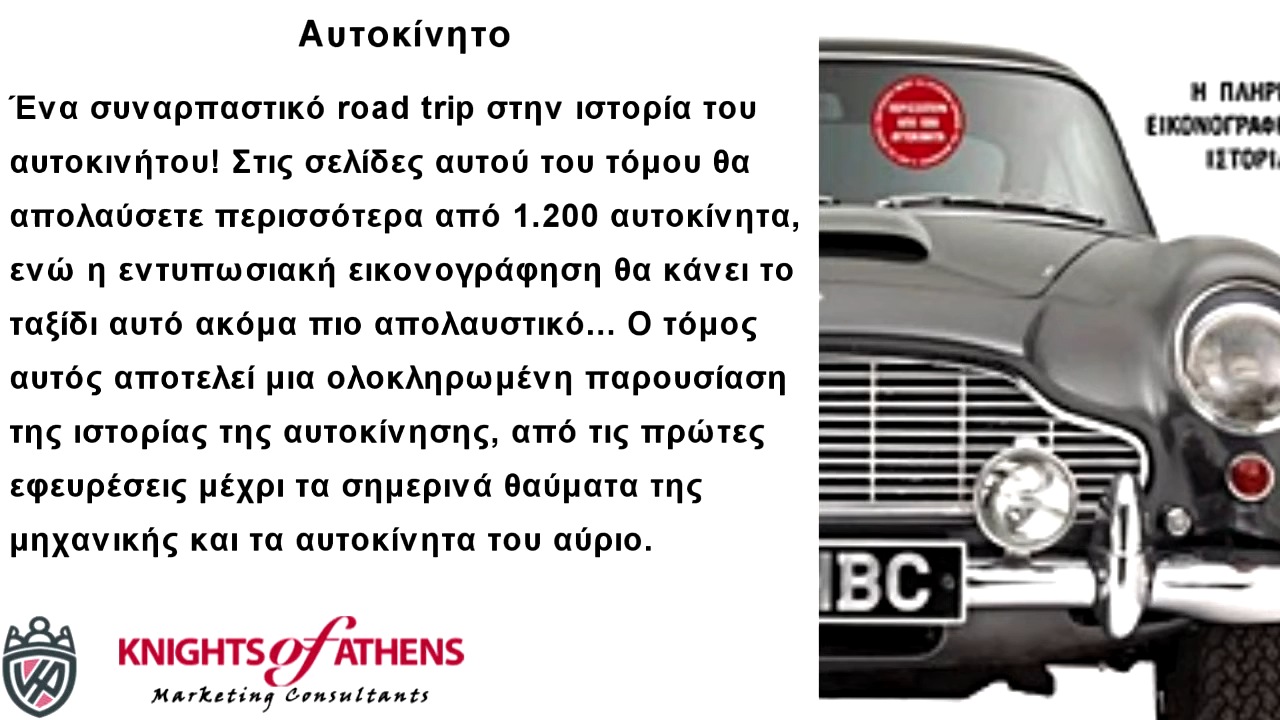 Αυτοκίνητο
Ένα συναρπαστικό road trip στην ιστορία του
αυτοκινήτου! Στις σελίδες αυτού του τόμου θα
απολαύσετε περισσότερα από 1.200 αυτοκίνητα,
ενώ η εντυπωσιακή εικονογράφηση θα κάνει το
ταξίδι αυτό ακόμα πιο απολαυστικό... Ο τόμος
αυτός αποτελεί μια ολοκληρωμένη παρουσίαση
της ιστορίας της αυτοκίνησης, από τις πρώτες
εφευρέσεις μέχρι τα σημερινά θαύματα της
μηχανικής και τα αυτοκίνητα του αύριο.
KNIGHTS of ATHENS
Marketing Consultants
Η ΠΛΗΡ
ΕΙΚΟΝΟΓΡΑΦ
ΙΣΤΟΡΙ
BC